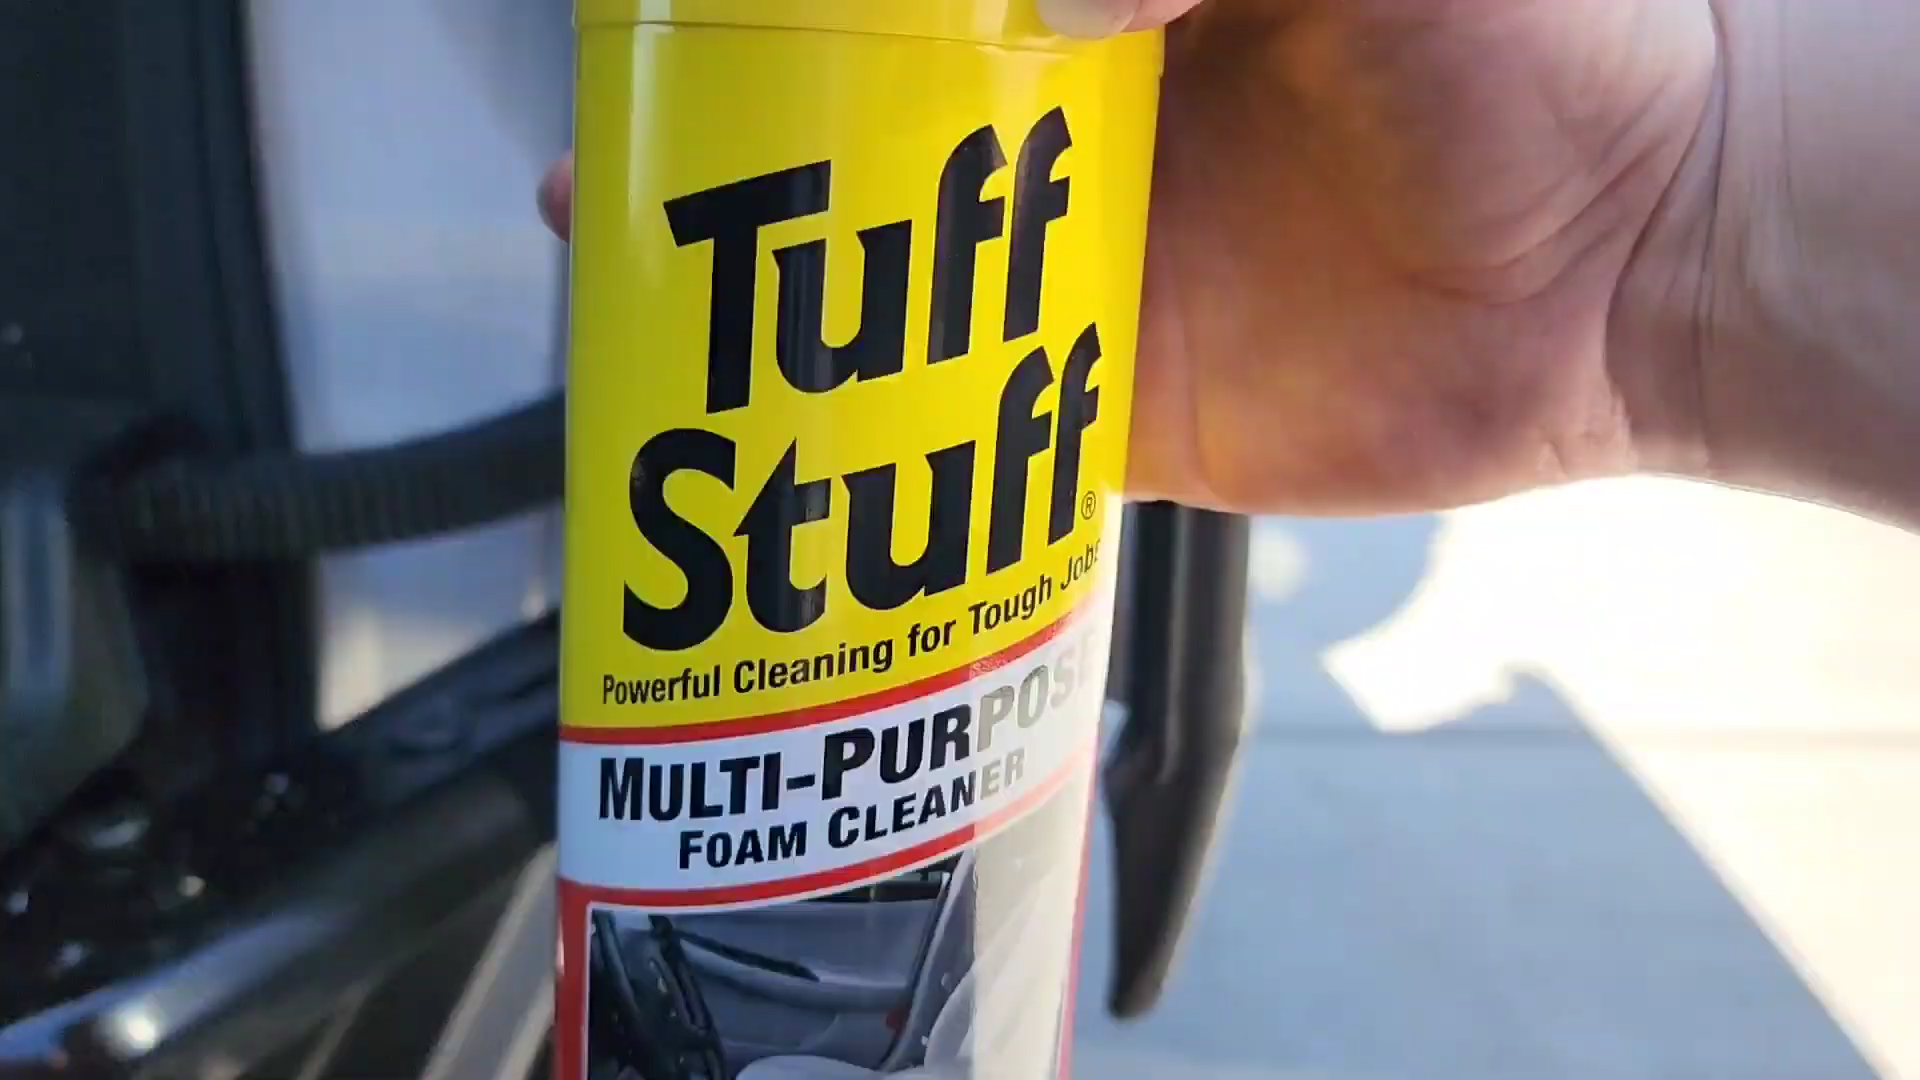 Tuff
Stuff®
Powerful Cleaning for Tough Jobs
MULTI-PURPOSE
FOAM CLEANER